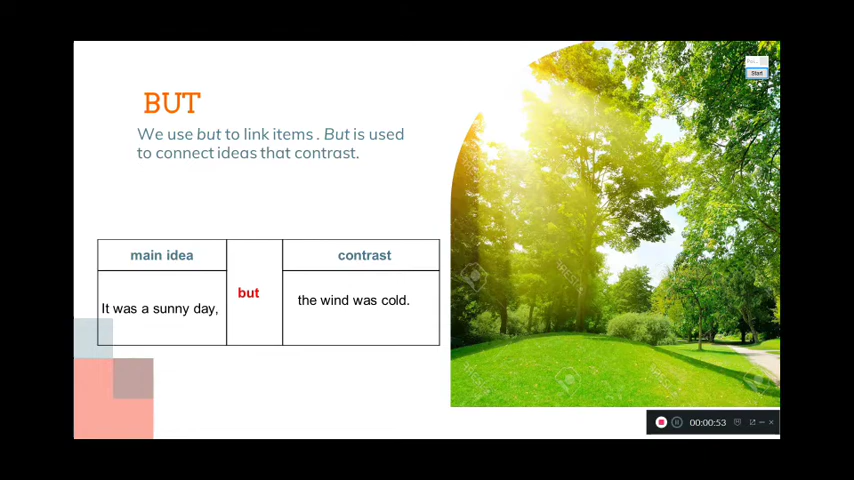 BUT
We use but to link items . But is used
to connect ideas that contrast.
main idea
but
contrast
It was a sunny day,
the wind was cold.
Start
00:00:53